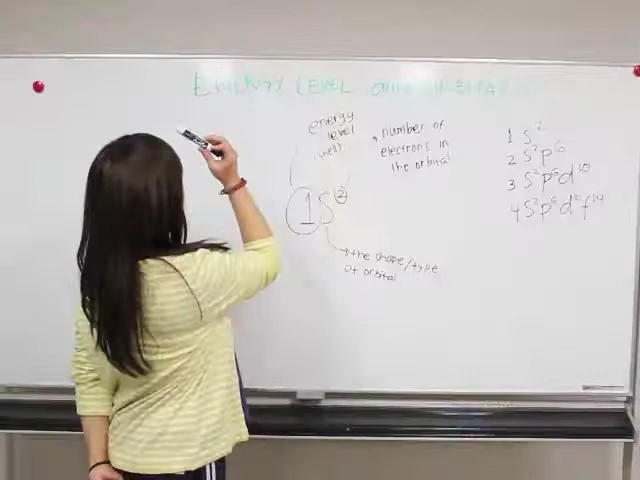 ENERGY LEVEL
energy
level
(shell)
number of
electrons in
the orbital
1S²
the shape/type
of orbital
1 s²
2 s²p⁶
3 s²p⁶d¹⁰
4 s²p⁶d¹⁰f¹⁴